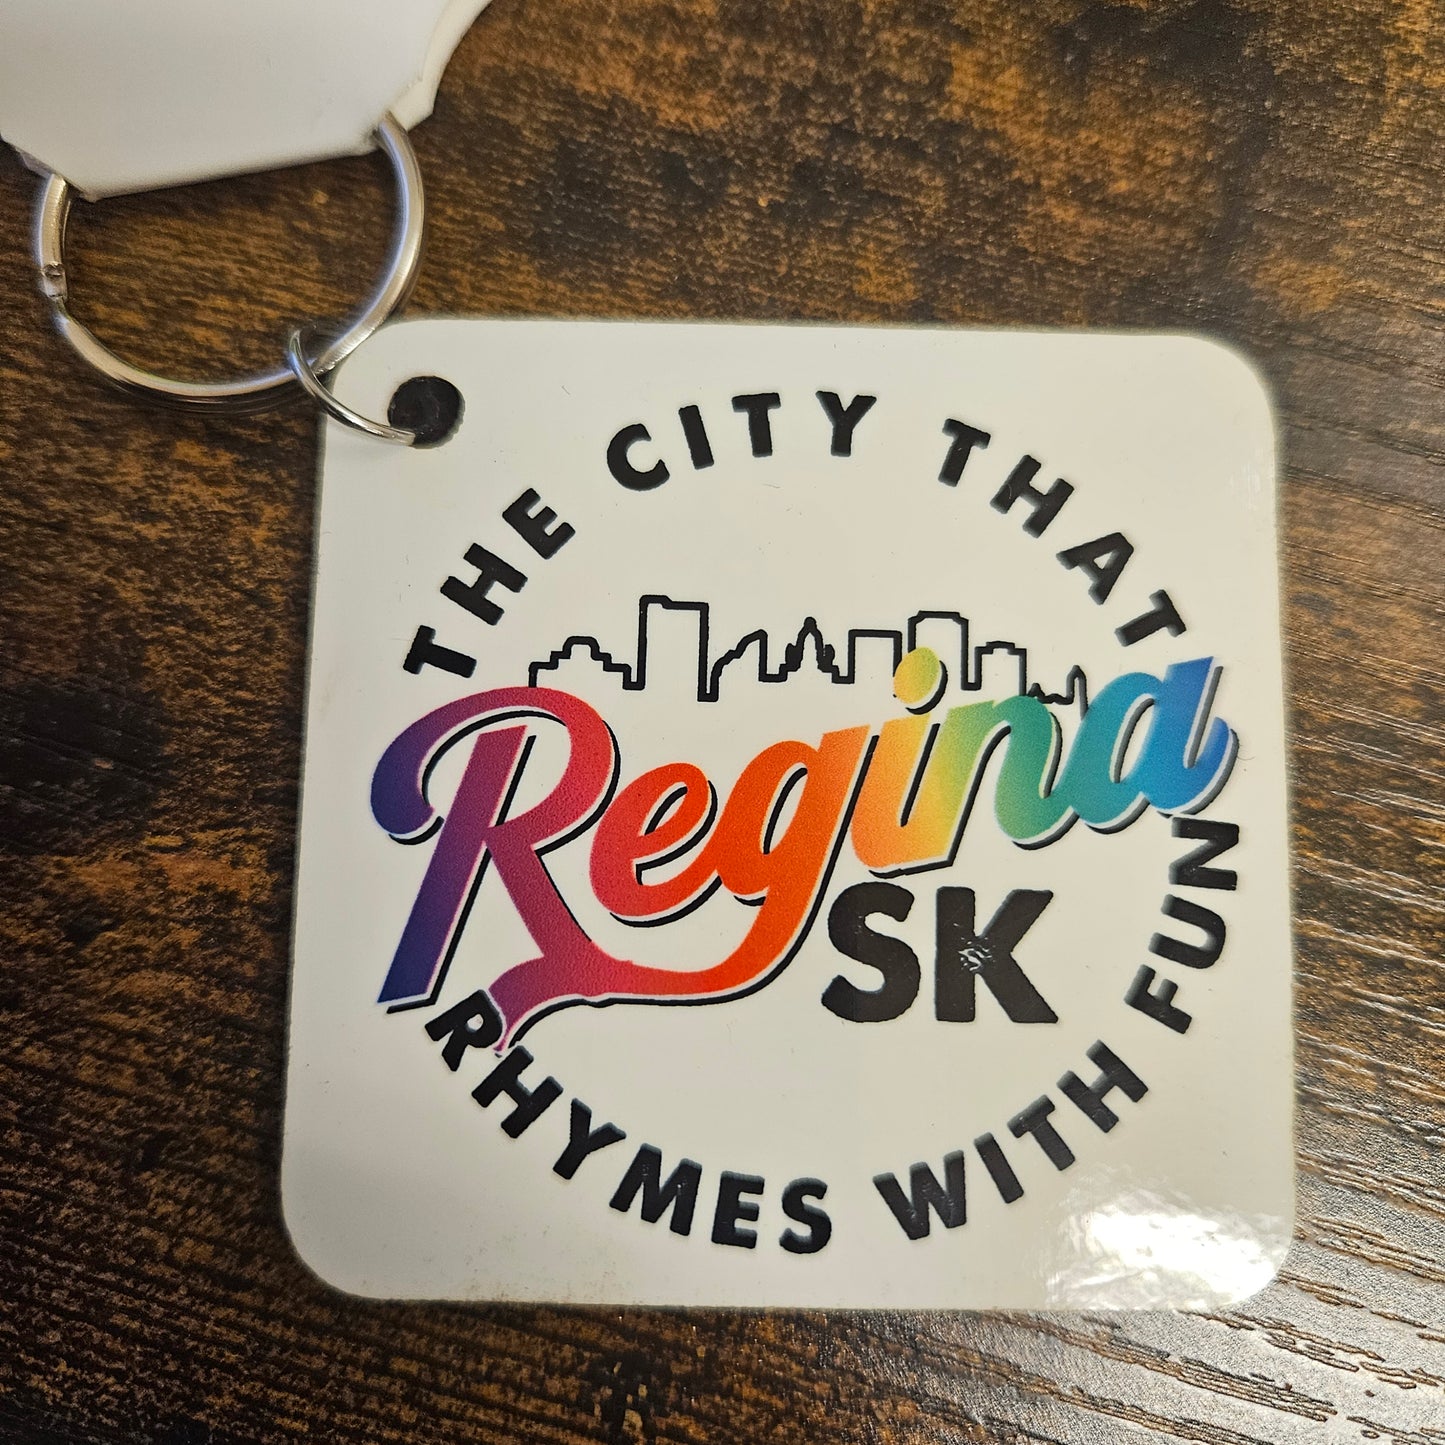 THE CITY THAT
Regina
SK
RHYMES WITH FUN